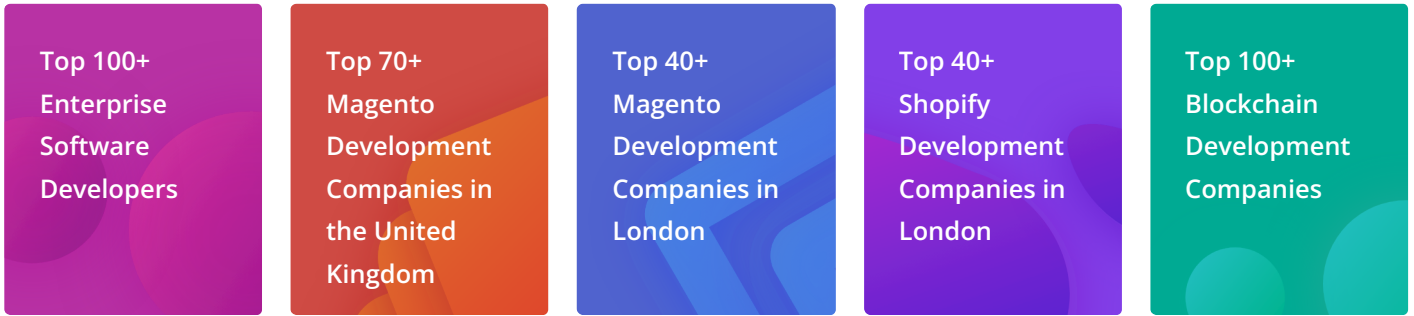 Top 100+
Enterprise
Software
Developers
Top 70+
Magento
Development
Companies in
the United
Kingdom
Top 40+
Magento
Development
Companies in
London
Top 40+
Shopify
Development
Companies in
London
Top 100+
Blockchain
Development
Companies